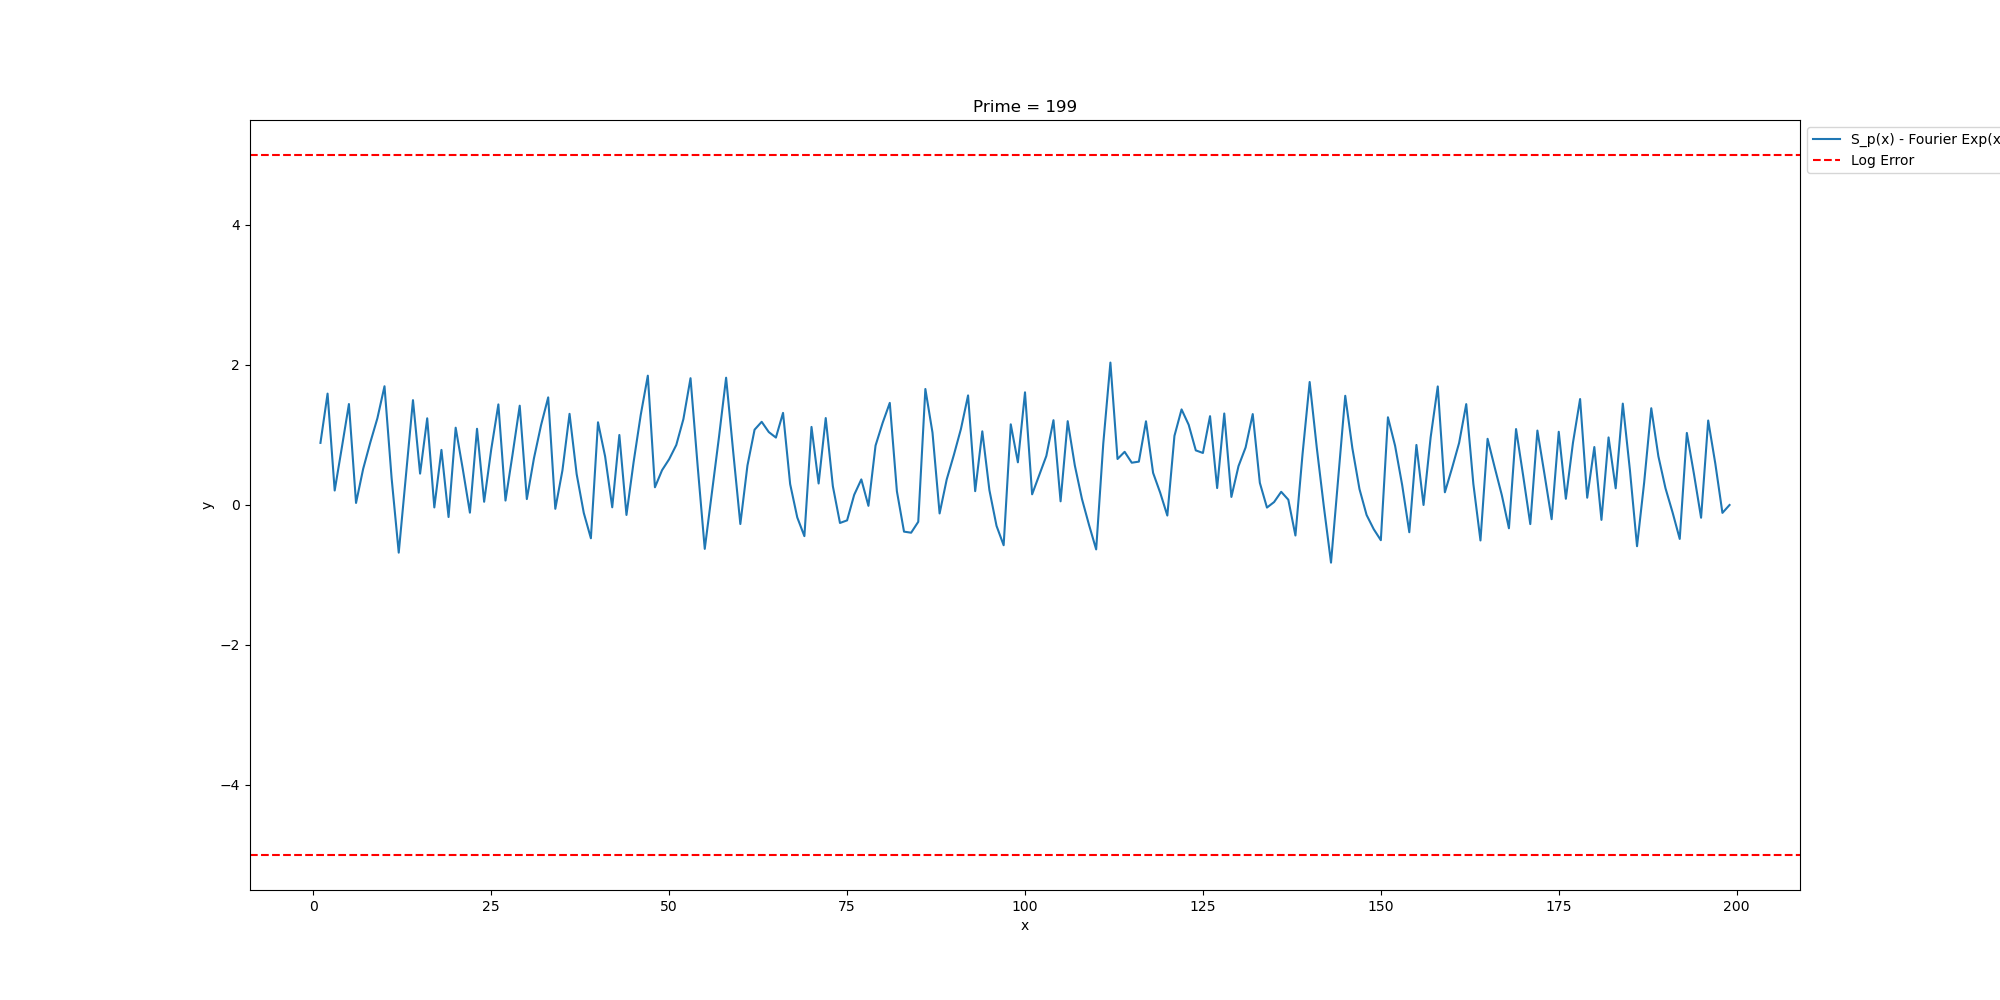 Prime = 199
S_p(x) - Fourier Exp(x
Log Error
4
2
0
−2
−4
y
0 25 50 75 100 125 150 175 200
x